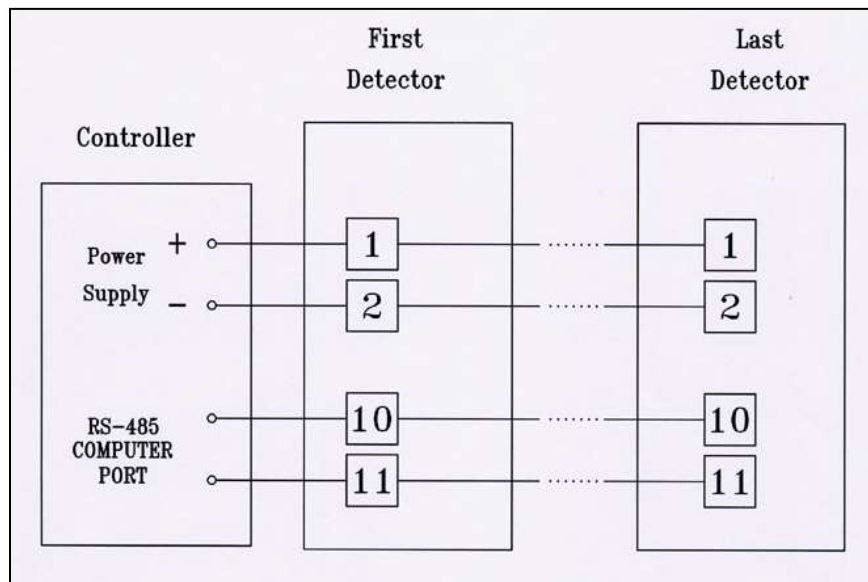 First
Detector
Last
Detector
Controller
Power
Supply
+
-
1
2
1
2
RS-485
COMPUTER
PORT
10
11
10
11